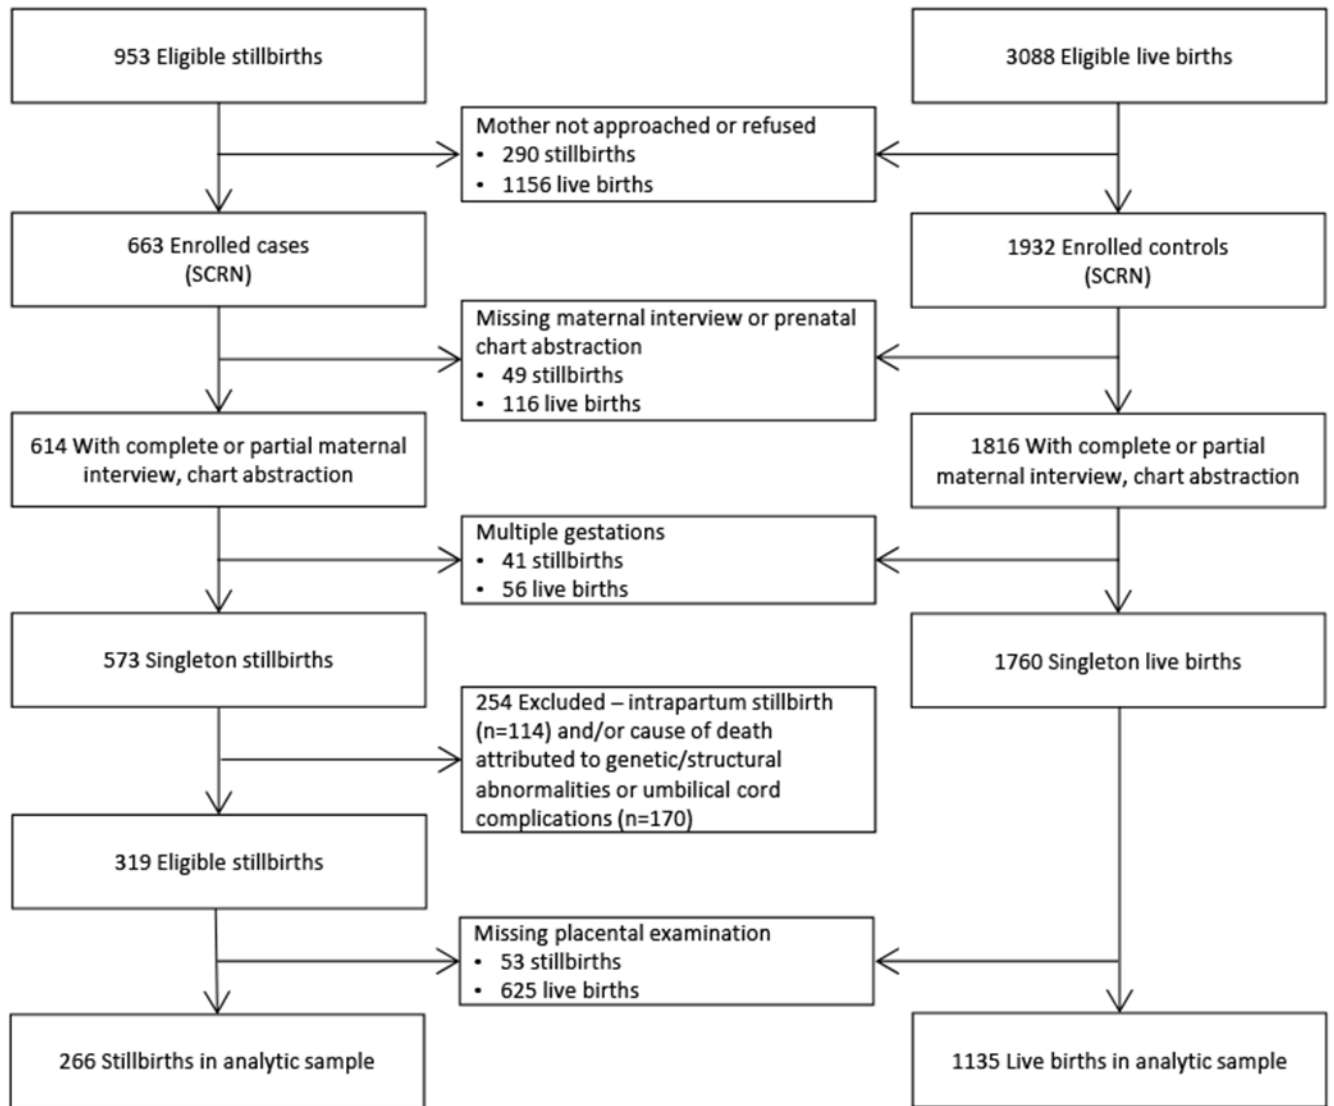 953 Eligible stillbirths
3088 Eligible live births
Mother not approached or refused
• 290 stillbirths
• 1156 live births
663 Enrolled cases
(SCRN)
1932 Enrolled controls
(SCRN)
Missing maternal interview or prenatal
chart abstraction
• 49 stillbirths
• 116 live births
614 With complete or partial maternal
interview, chart abstraction
1816 With complete or partial
maternal interview, chart abstraction
Multiple gestations
• 41 stillbirths
• 56 live births
573 Singleton stillbirths
1760 Singleton live births
254 Excluded – intrapartum stillbirth
(n=114) and/or cause of death
attributed to genetic/structural
abnormalities or umbilical cord
complications (n=170)
319 Eligible stillbirths
Missing placental examination
• 53 stillbirths
• 625 live births
266 Stillbirths in analytic sample
1135 Live births in analytic sample